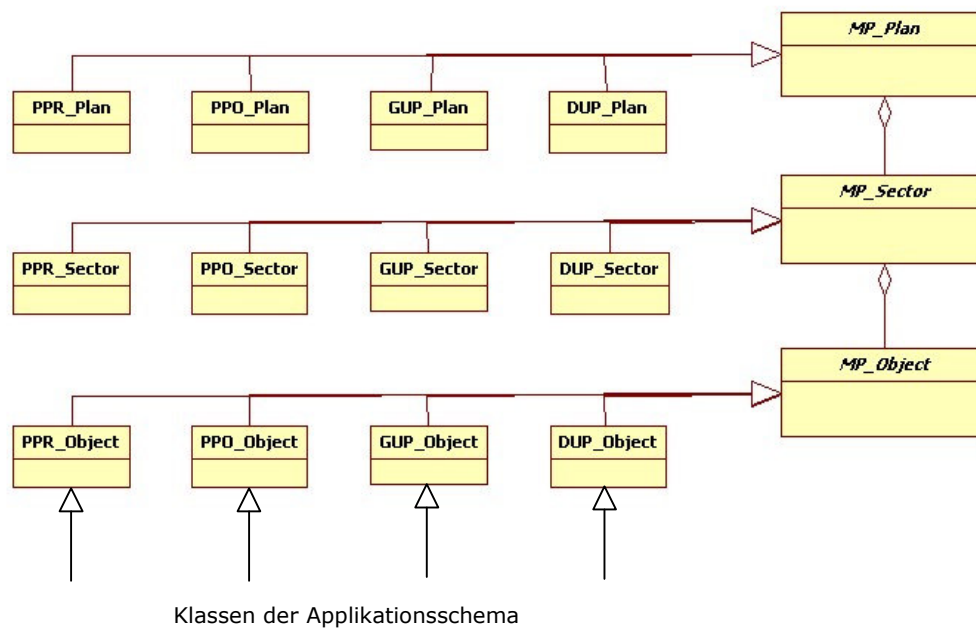 MP_Plan
PPR_Plan PPO_Plan GUP_Plan DUP_Plan
MP_Sector
PPR_Sector PPO_Sector GUP_Sector DUP_Sector
MP_Object
PPR_Object PPO_Object GUP_Object DUP_Object
Klassen der Applikationsschema